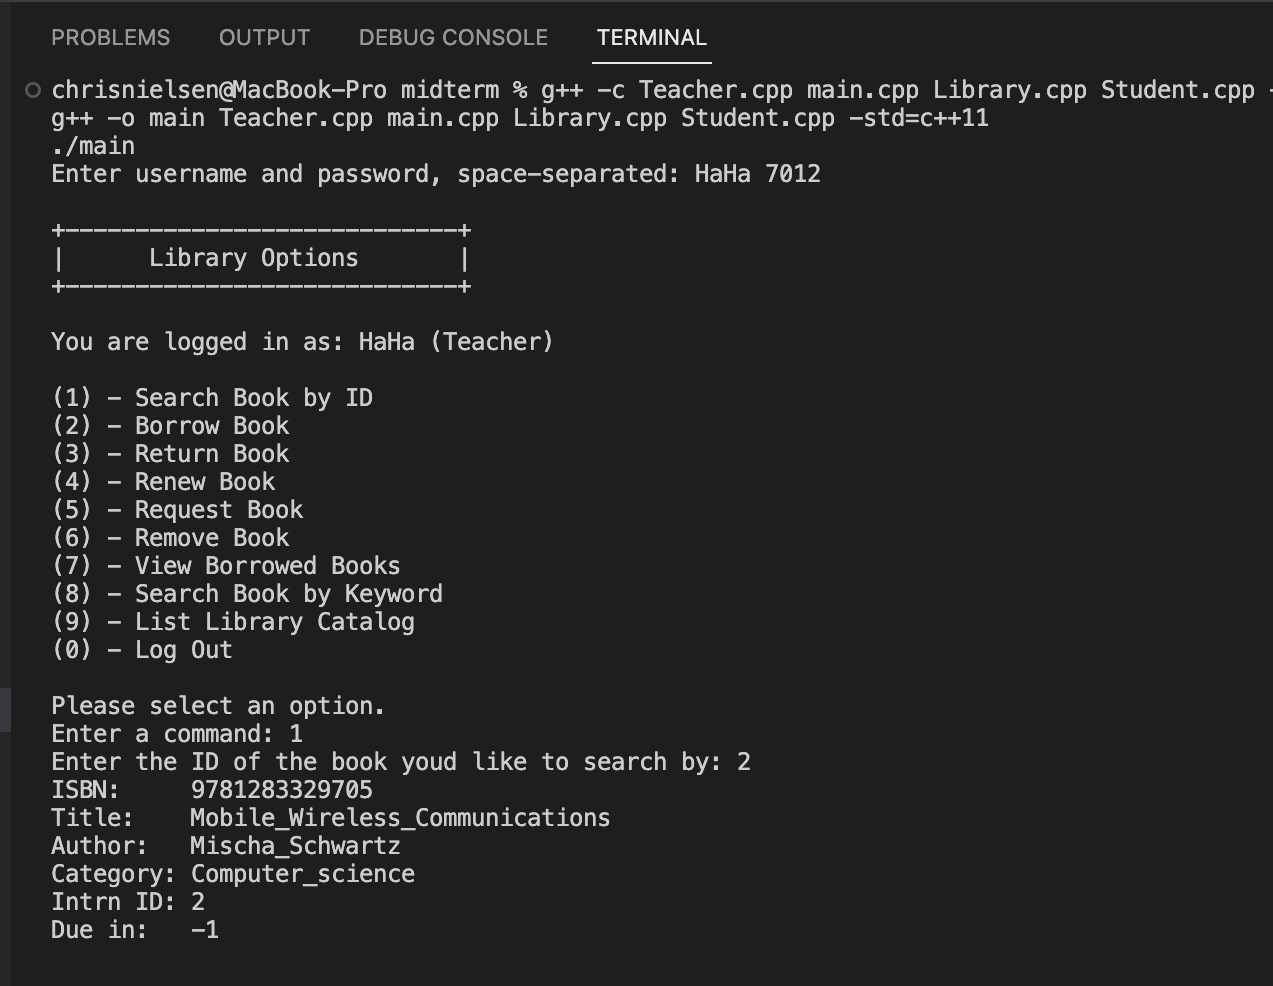 PROBLEMS OUTPUT DEBUG CONSOLE TERMINAL
chrisnielsen@MacBook-Pro midterm % g++ -c Teacher.cpp main.cpp Library.cpp Student.cpp -
g++ -o main Teacher.cpp main.cpp Library.cpp Student.cpp -std=c++11
./main
Enter username and password, space-separated: HaHa 7012
+----------------------------+
|      Library Options       |
+----------------------------+
You are logged in as: HaHa (Teacher)
(1) - Search Book by ID
(2) - Borrow Book
(3) - Return Book
(4) - Renew Book
(5) - Request Book
(6) - Remove Book
(7) - View Borrowed Books
(8) - Search Book by Keyword
(9) - List Library Catalog
(0) - Log Out
Please select an option.
Enter a command: 1
Enter the ID of the book youd like to search by: 2
ISBN:     9781283329705
Title:    Mobile_Wireless_Communications
Author:   Mischa_Schwartz
Category: Computer_science
Intrn ID: 2
Due in:   -1